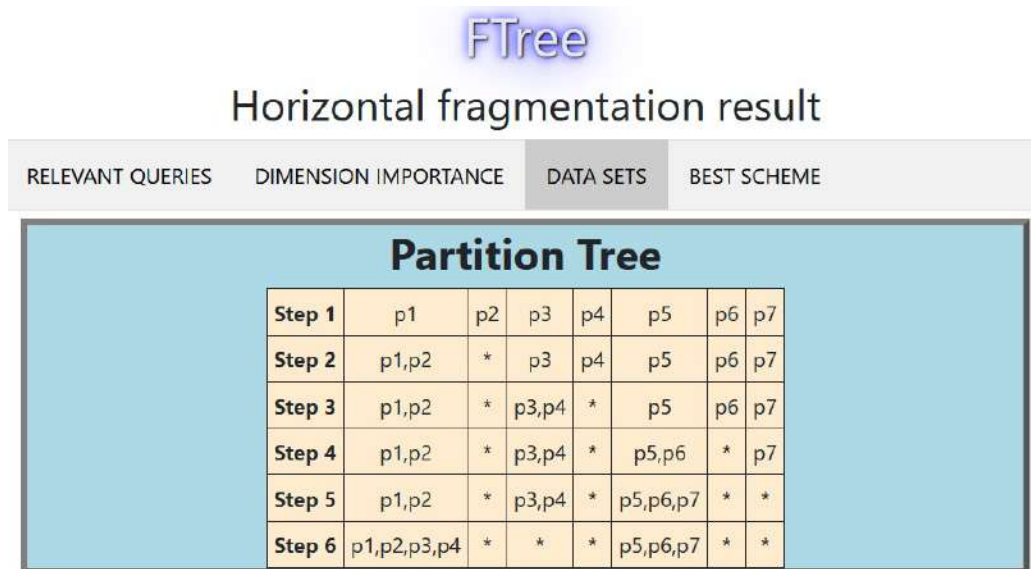 FTree
Horizontal fragmentation result
RELEVANT QUERIES DIMENSION IMPORTANCE DATA SETS BEST SCHEME
Partition Tree
Step 1 p1 p2 p3 p4 p5 p6 p7
Step 2 p1,p2 * p3 p4 p5 p6 p7
Step 3 p1,p2 * p3,p4 * p5 p6 p7
Step 4 p1,p2 * p3,p4 * p5,p6 * p7
Step 5 p1,p2 * p3,p4 * p5,p6,p7 * *
Step 6 p1,p2,p3,p4 * * * p5,p6,p7 * *